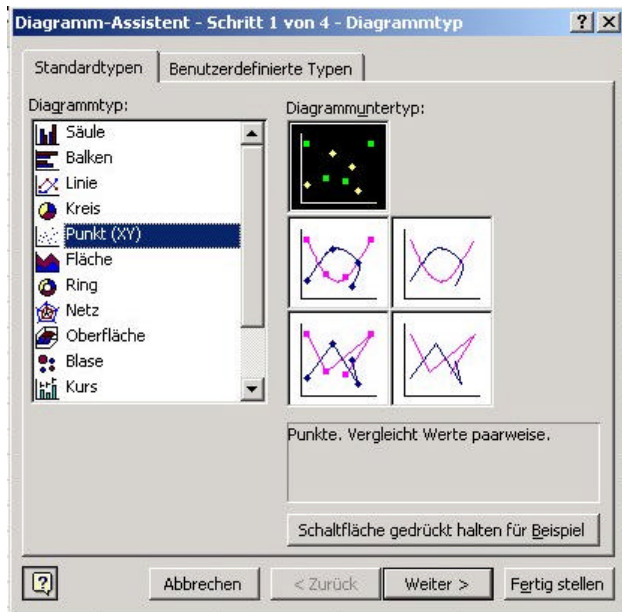 Diagramm-Assistent - Schritt 1 von 4 - Diagrammtyp
Standardtypen
Benutzerdefinierte Typen
Diagrammtyp:
Säule
Balken
Linie
Kreis
Punkt (XY)
Fläche
Ring
Netz
Oberfläche
Blase
Kurs
Diagrammuntertyp:
Punkte. Vergleicht Werte paarweise.
Schaltfläche gedrückt halten für Beispiel
Abbrechen
< Zurück
Weiter >
Fertig stellen